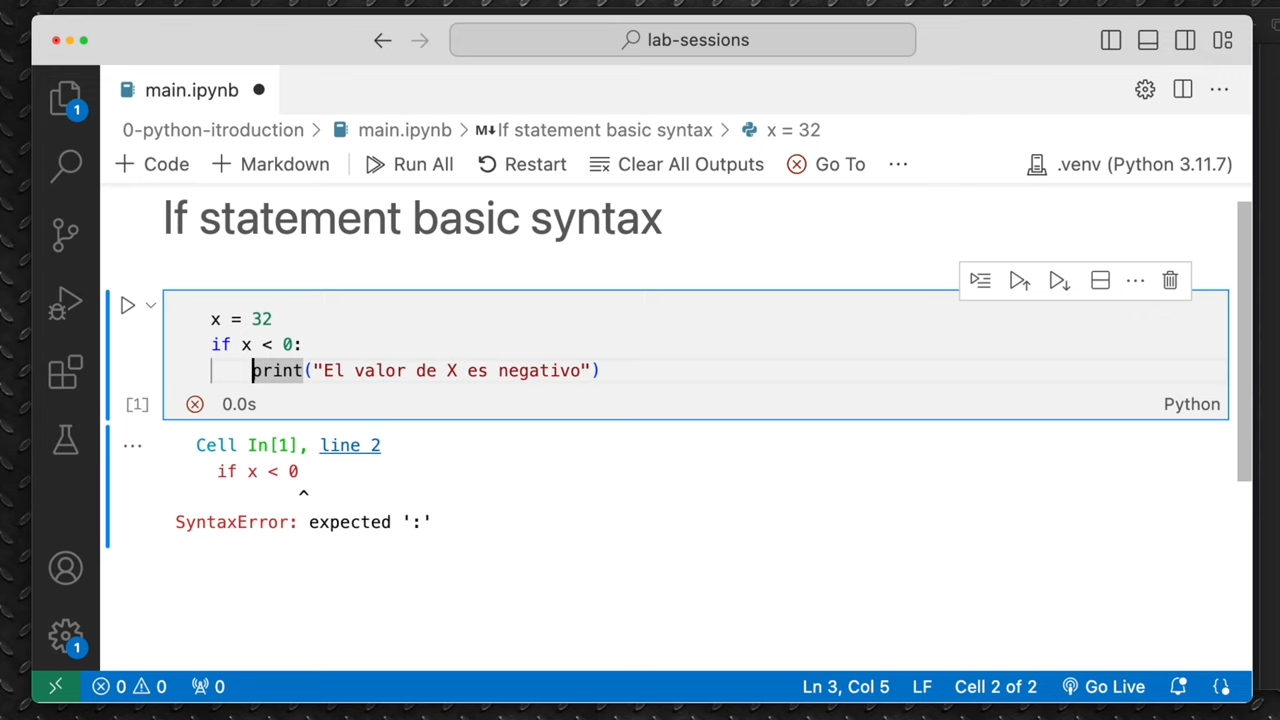 lab-sessions
main.ipynb
0-python-itroduction > main.ipynb > M↓If statement basic syntax > x = 32
+ Code + Markdown Run All Restart Clear All Outputs Go To ... .venv (Python 3.11.7)
If statement basic syntax
x = 32
if x < 0:
print("El valor de X es negativo")
[1] 0.0s Python
... Cell In[1], line 2
if x < 0
^
SyntaxError: expected ':'
1
1
0 0 0 Ln 3, Col 5 LF Cell 2 of 2 Go Live